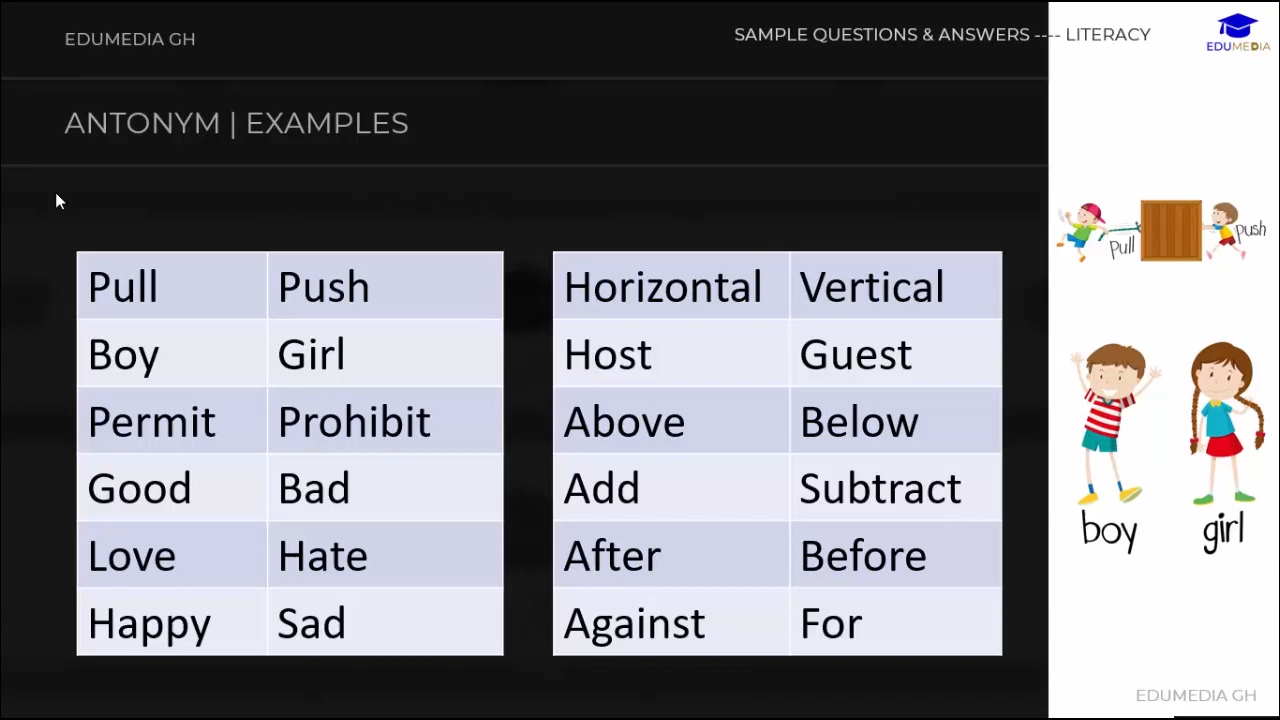 EDUMEDIA GH
SAMPLE QUESTIONS & ANSWERS ---- LITERACY
EDUMEDIA
ANTONYM | EXAMPLES
Pull Push
Boy Girl
Permit Prohibit
Good Bad
Love Hate
Happy Sad
Horizontal Vertical
Host Guest
Above Below
Add Subtract
After Before
Against For
pull
push
boy
girl
EDUMEDIA GH